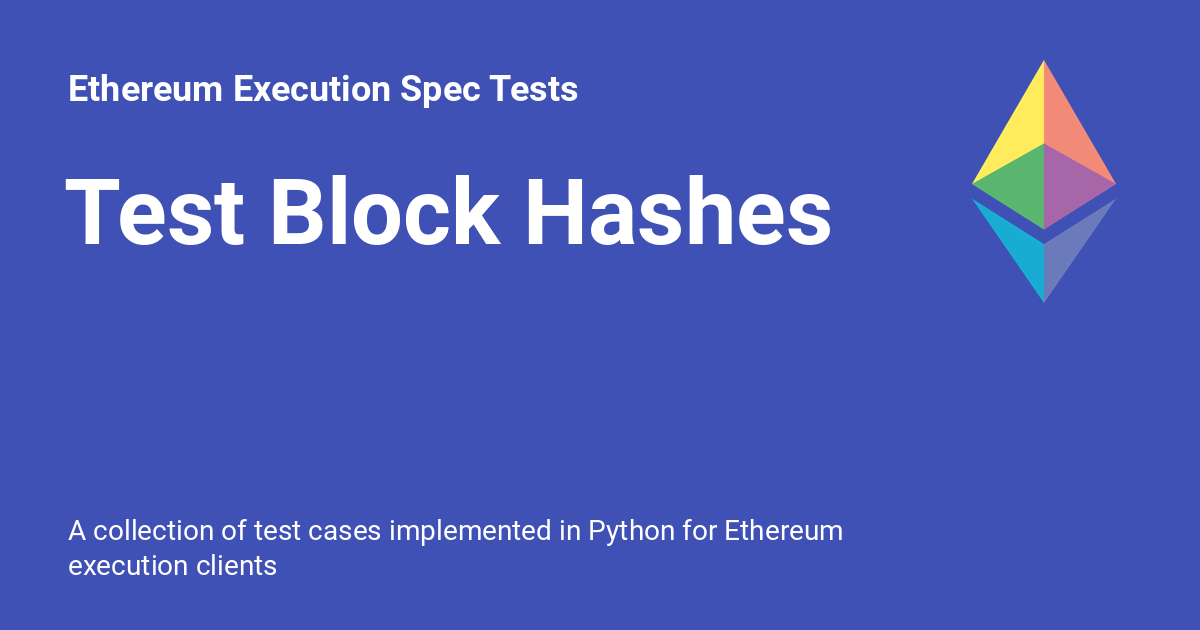 Ethereum Execution Spec Tests
Test Block Hashes
A collection of test cases implemented in Python for Ethereum
execution clients